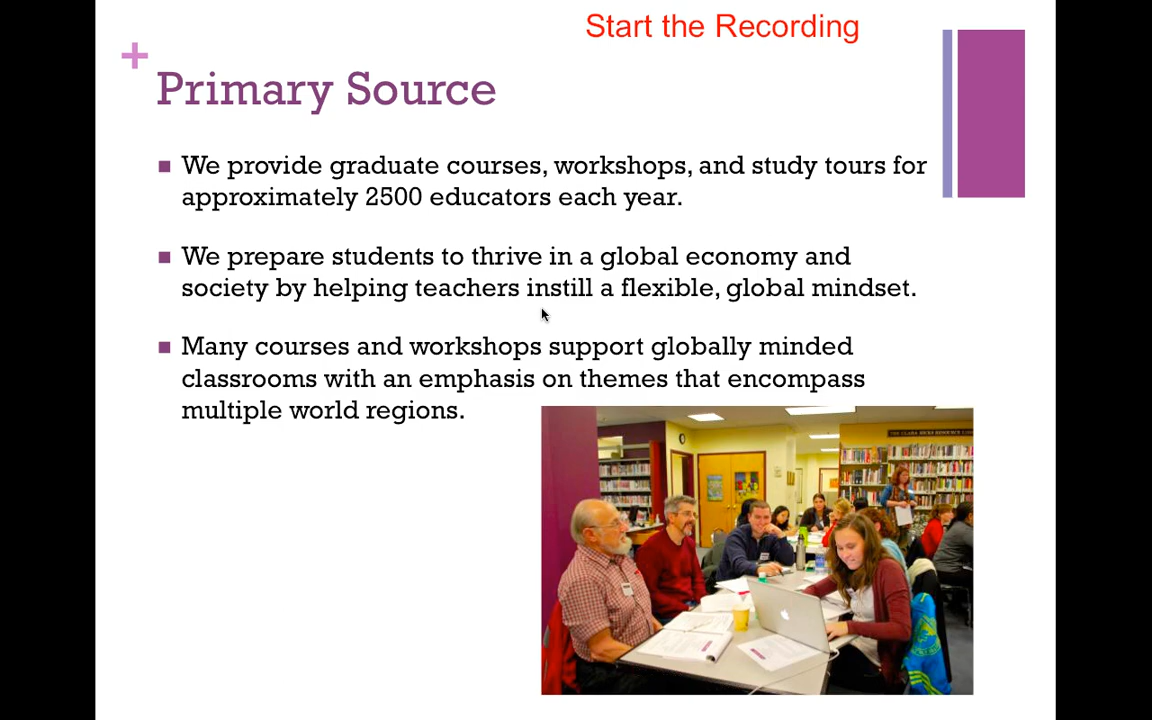 Start the Recording
+
Primary Source
We provide graduate courses, workshops, and study tours for
approximately 2500 educators each year.
We prepare students to thrive in a global economy and
society by helping teachers instill a flexible, global mindset.
Many courses and workshops support globally minded
classrooms with an emphasis on themes that encompass
multiple world regions.